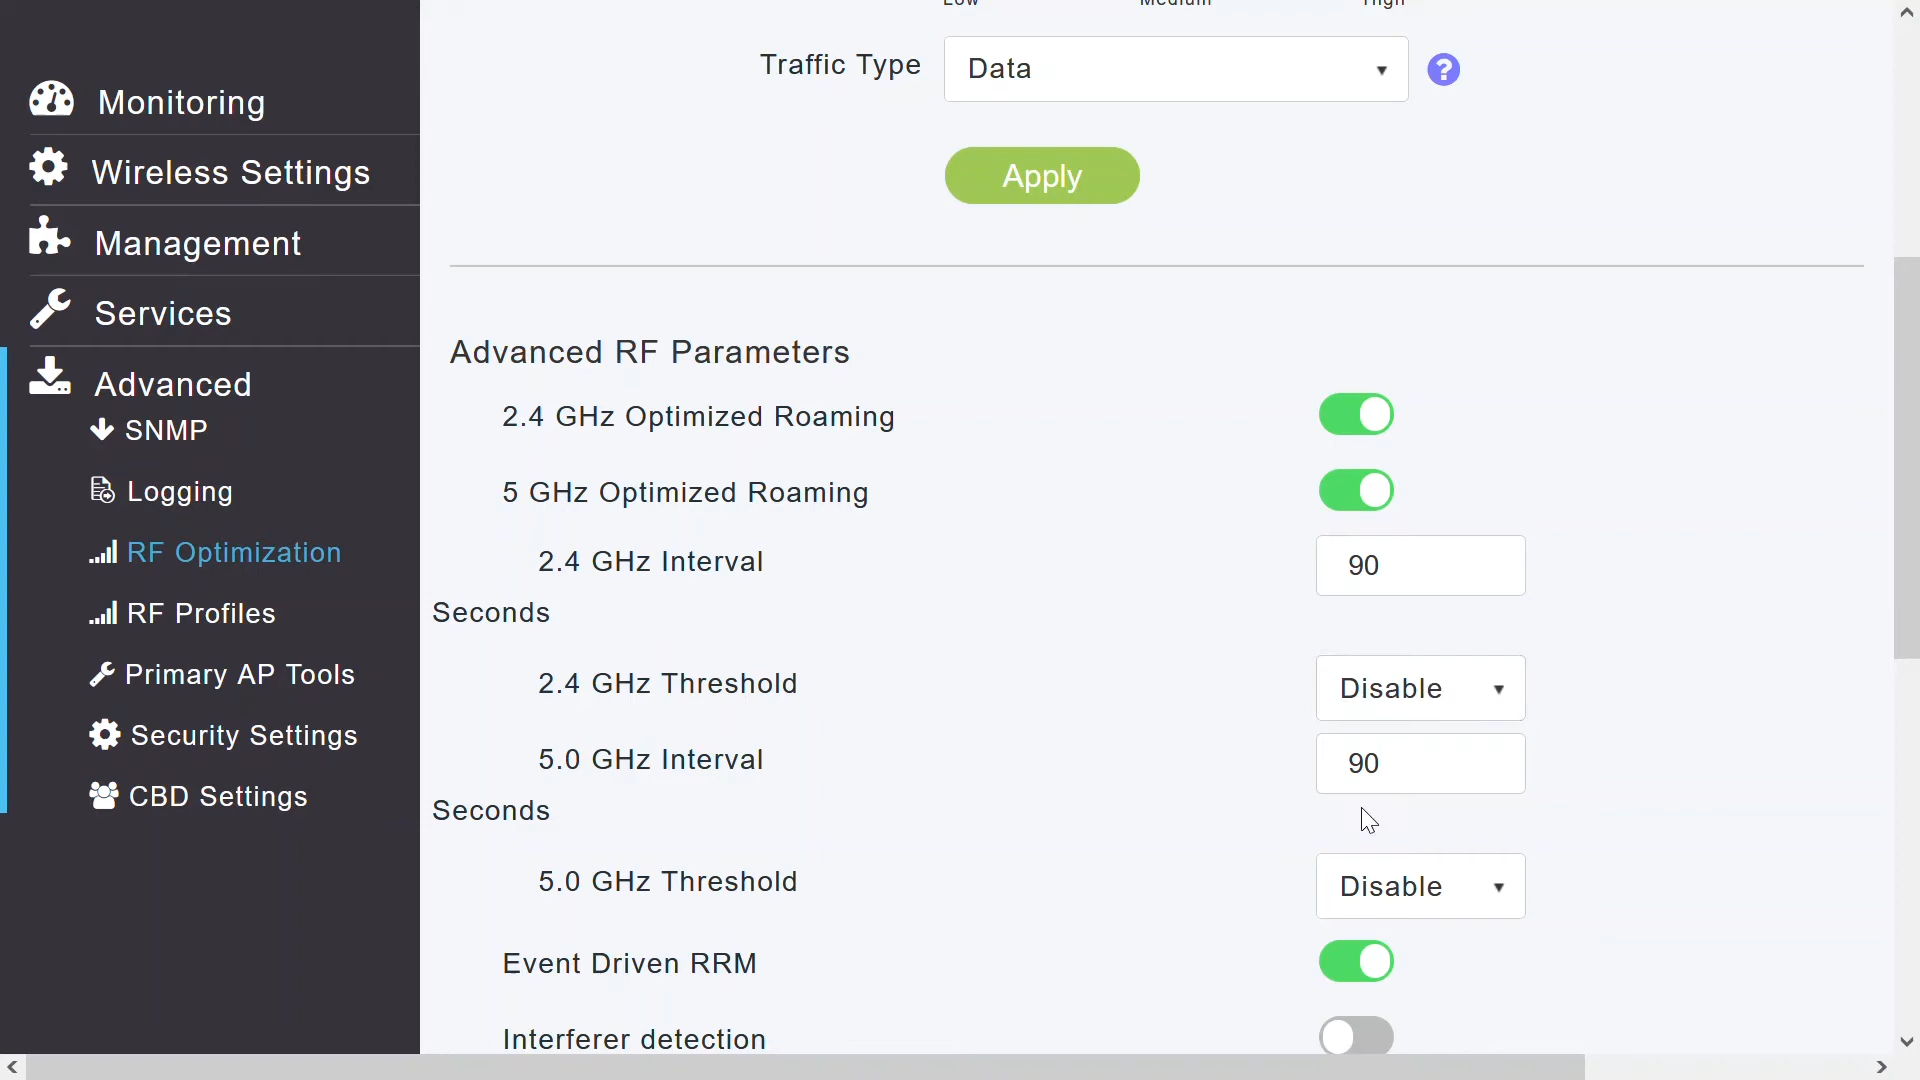 Low Medium High
Traffic Type Data
Apply
Monitoring
Wireless Settings
Management
Services
Advanced
SNMP
Logging
RF Optimization
RF Profiles
Primary AP Tools
Security Settings
CBD Settings
Advanced RF Parameters
2.4 GHz Optimized Roaming
5 GHz Optimized Roaming
2.4 GHz Interval 90
Seconds
2.4 GHz Threshold Disable
5.0 GHz Interval 90
Seconds
5.0 GHz Threshold Disable
Event Driven RRM
Interferer detection